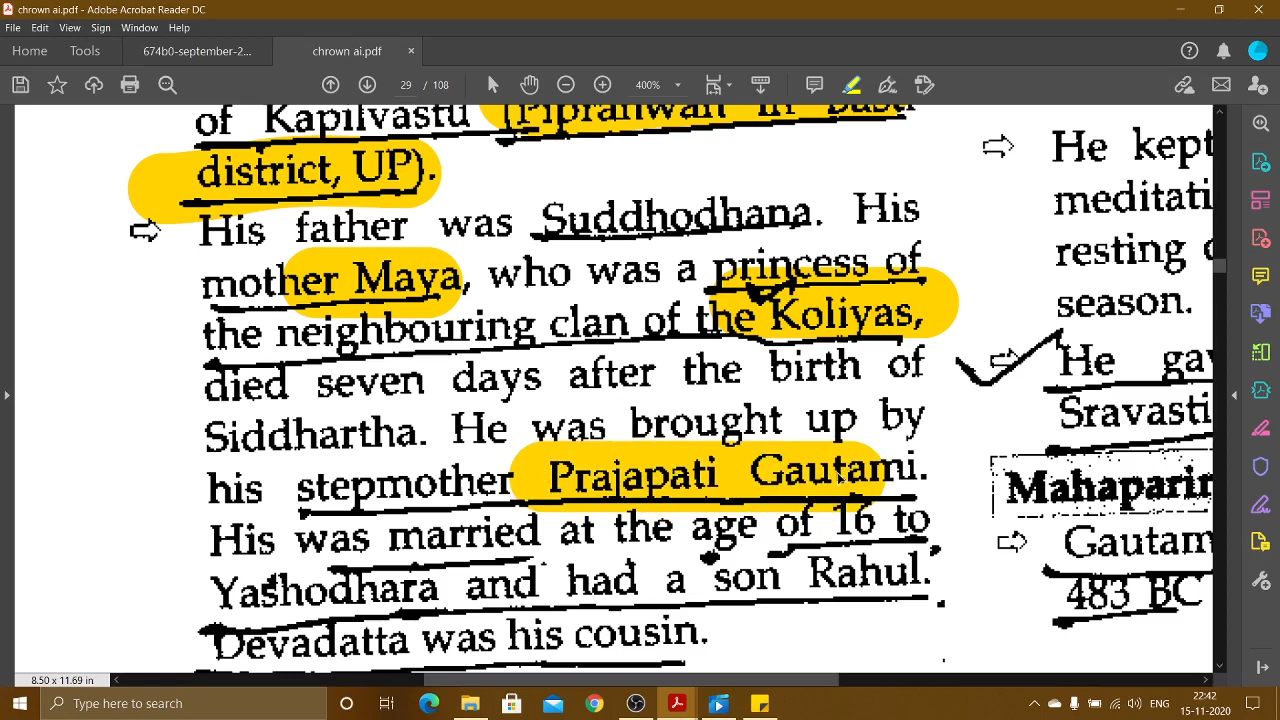 chrown ai.pdf - Adobe Acrobat Reader DC
File Edit View Sign Window Help
Home Tools 674b0-september-2... chrown ai.pdf ×
29 / 108 400%
of Kapilvastu (Pipranwan in Basti
district, UP).
⇨ His father was Suddhodhana. His
mother Maya, who was a princess of
the neighbouring clan of the Koliyas,
died seven days after the birth of
Siddhartha. He was brought up by
his stepmother Prajapati Gautami.
His was married at the age of 16 to
Yashodhara and had a son Rahul.
Devadatta was his cousin.
⇨ He kept
meditati
resting
season.
⇨ He gav
Sravasti
Mahaparin
⇨ Gautam
483 BC
8.50 x 11.69 in
Type here to search
22:42
15-11-2020